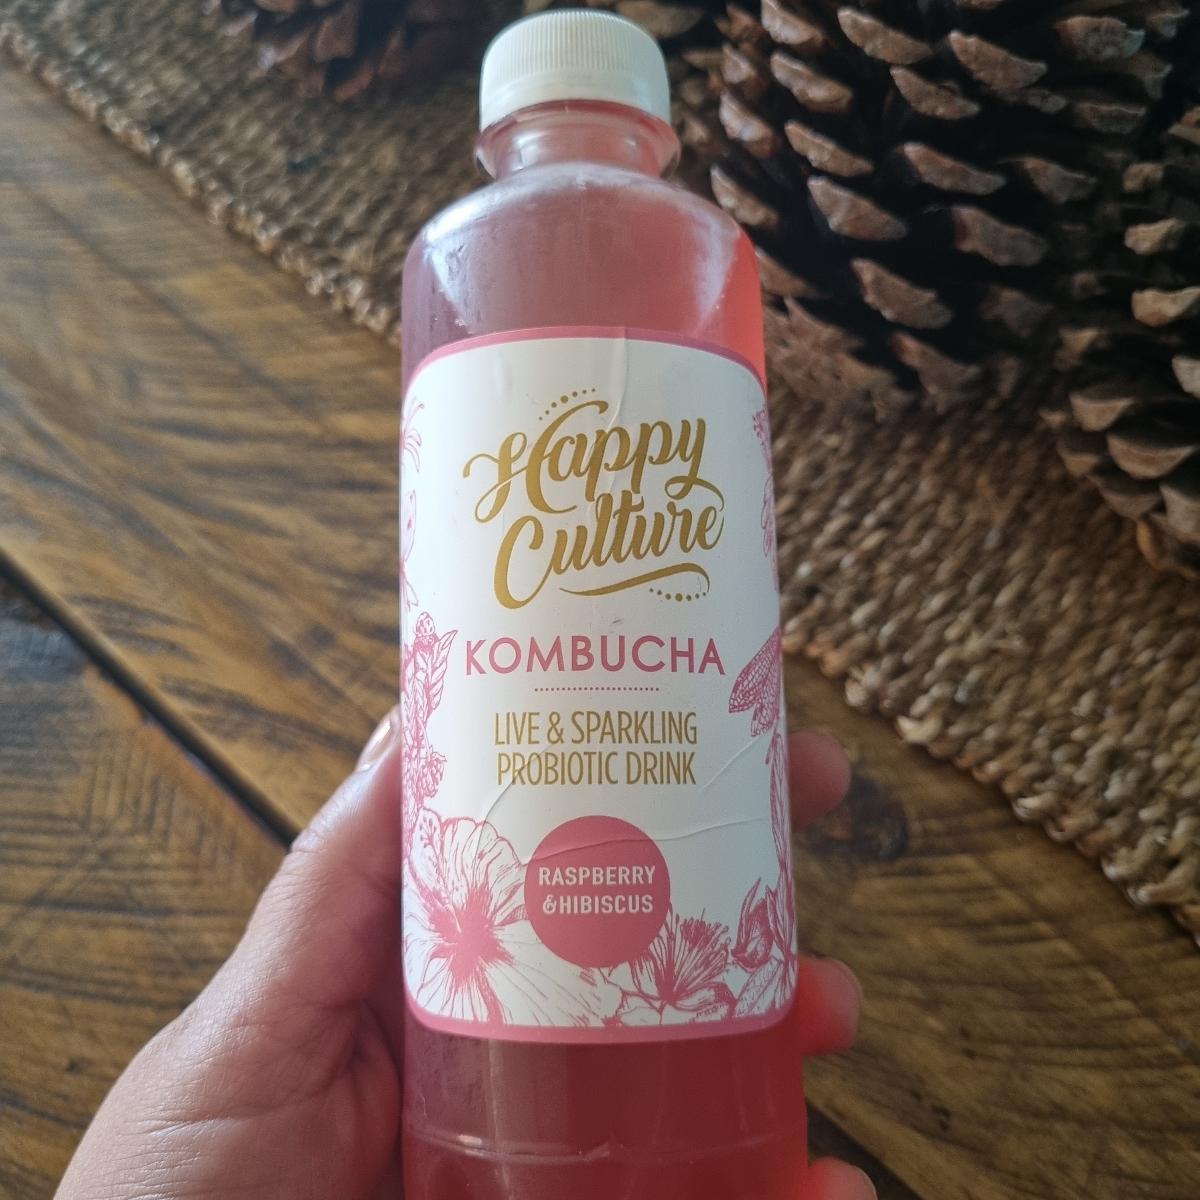 Happy
Culture
KOMBUCHA
LIVE & SPARKLING
PROBIOTIC DRINK
RASPBERRY
&HIBISCUS